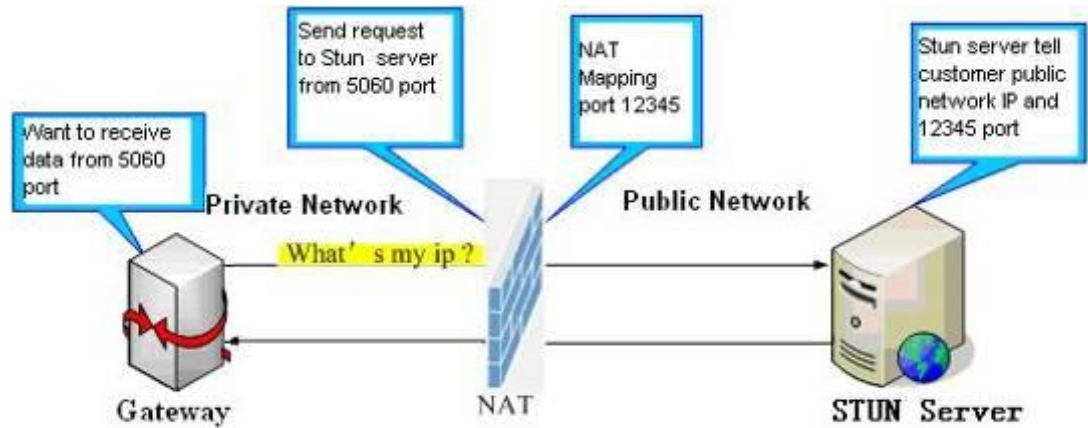 Send request
to Stun server
from 5060 port
NAT
Mapping
port 12345
Stun server tell
customer public
network IP and
12345 port
Want to receive
data from 5060
port
Private Network
Public Network
What's my ip?
Gateway
NAT
STUN Server